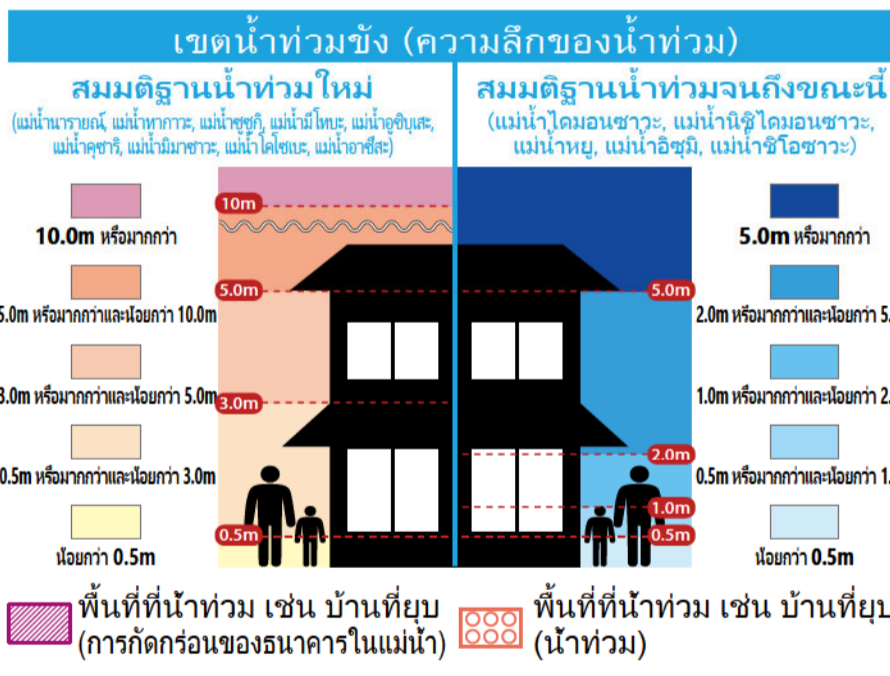 เขตน้ำท่วมขัง (ความลึกของน้ำท่วม)
สมมติฐานน้ำท่วมใหม่
(แม่น้ำนารายณ์, แม่น้ำทากาวะ, แม่น้ำซูซูกิ, แม่น้ำมีโทบะ, แม่น้ำอูชิบุเสะ,
แม่น้ำคุซาริ, แม่น้ำมิมาซาวะ, แม่น้ำโคโซเบะ, แม่น้ำอาชีสะ)
10.0m หรือมากกว่า
5.0m หรือมากกว่าและน้อยกว่า 10.0m
3.0m หรือมากกว่าและน้อยกว่า 5.0m
0.5m หรือมากกว่าและน้อยกว่า 3.0m
น้อยกว่า 0.5m
10m
5.0m
3.0m
0.5m
สมมติฐานน้ำท่วมจนถึงขณะนี้
(แม่น้ำไดมอนซาวะ, แม่น้ำนิชิไดมอนซาวะ,
แม่น้ำหยู, แม่น้ำอิซุมิ, แม่น้ำชิโอซาวะ)
5.0m
2.0m
1.0m
0.5m
5.0m หรือมากกว่า
2.0m หรือมากกว่าและน้อยกว่า 5.
1.0m หรือมากกว่าและน้อยกว่า 2.
0.5m หรือมากกว่าและน้อยกว่า 1.
น้อยกว่า 0.5m
พื้นที่ที่น้ำท่วม เช่น บ้านที่ยุบ
(การกัดกร่อนของธนาคารในแม่น้ำ)
พื้นที่ที่น้ำท่วม เช่น บ้านที่ยุบ
(น้ำท่วม)